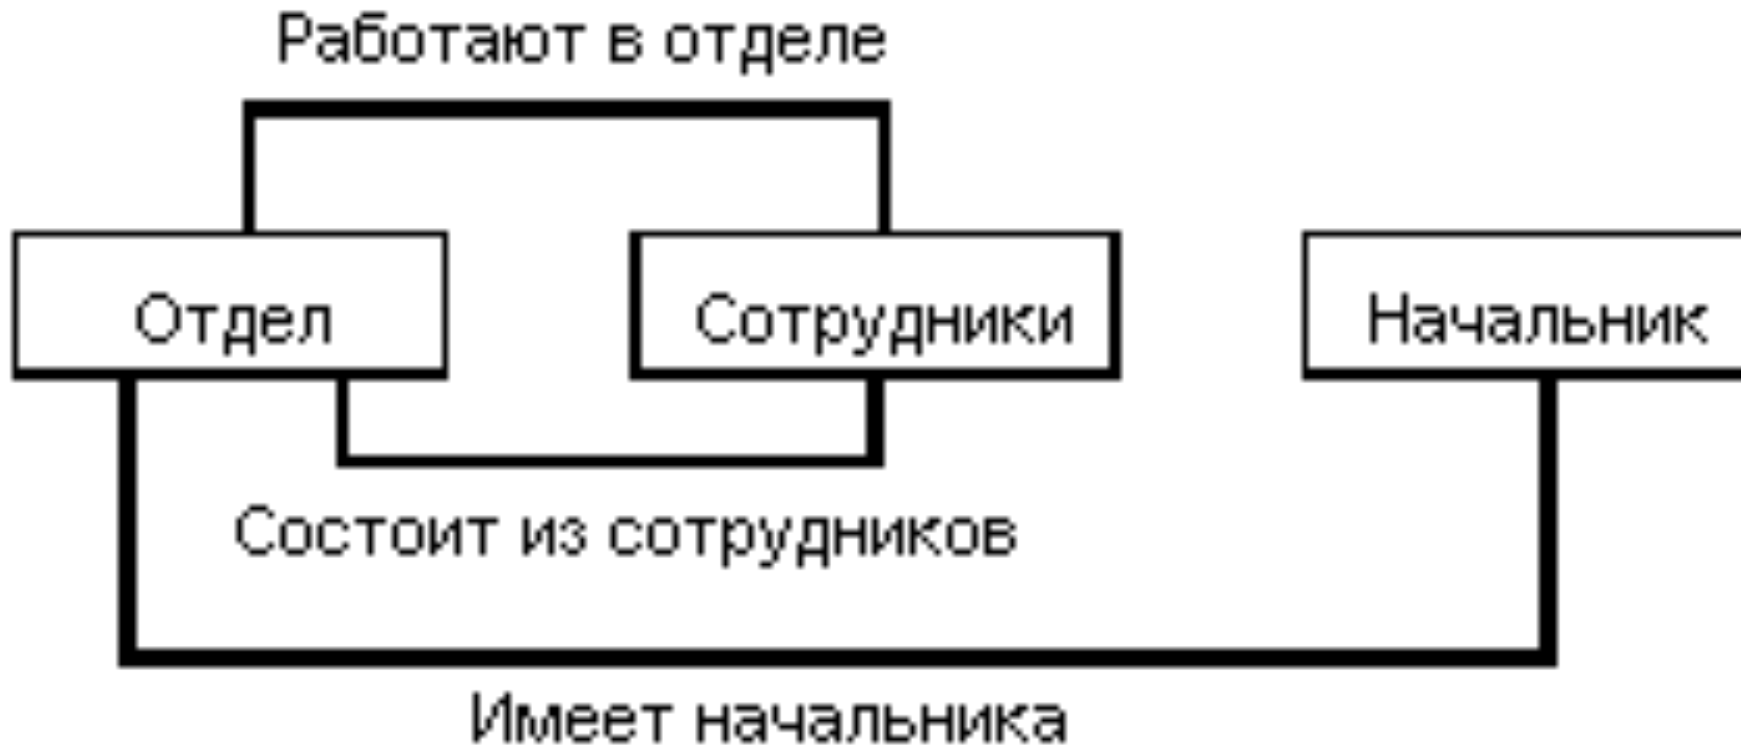 Работают в отделе
Отдел
Сотрудники
Начальник
Состоит из сотрудников
Имеет начальника